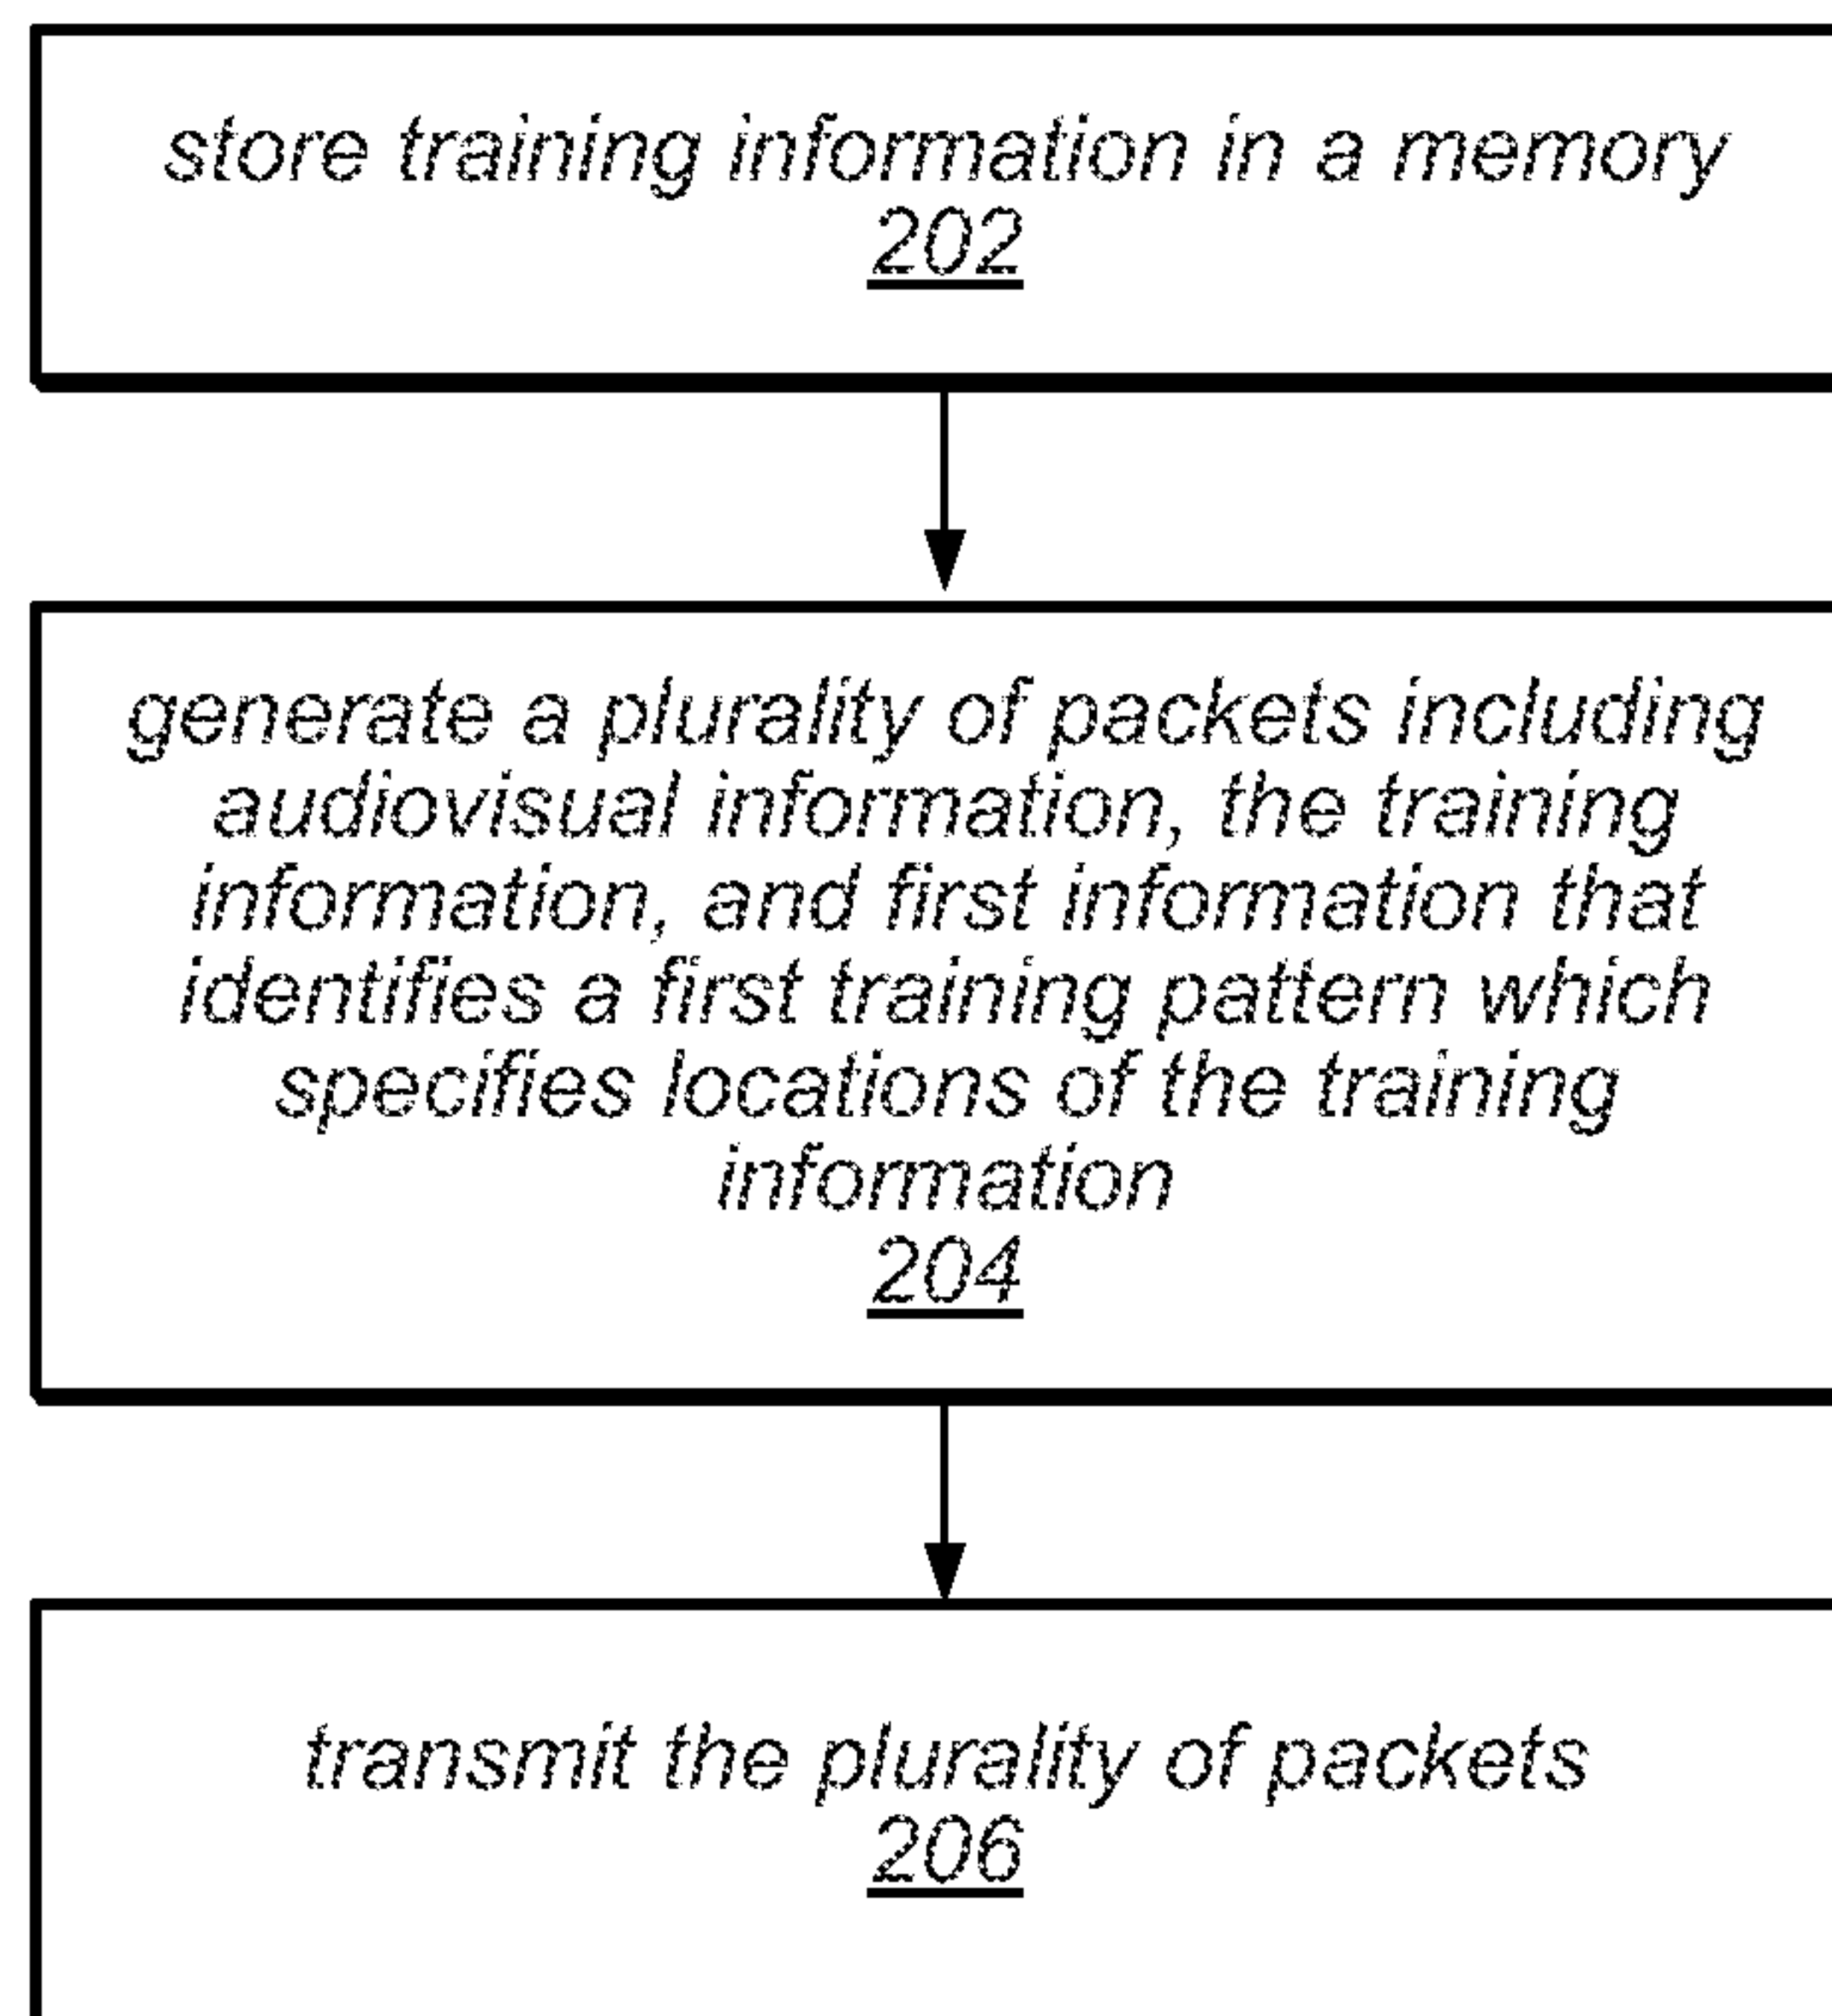 store training information in a memory
202
generate a plurality of packets including
audiovisual information, the training
information, and first information that
identifies a first training pattern which
specifies locations of the training
information
204
transmit the plurality of packets
206